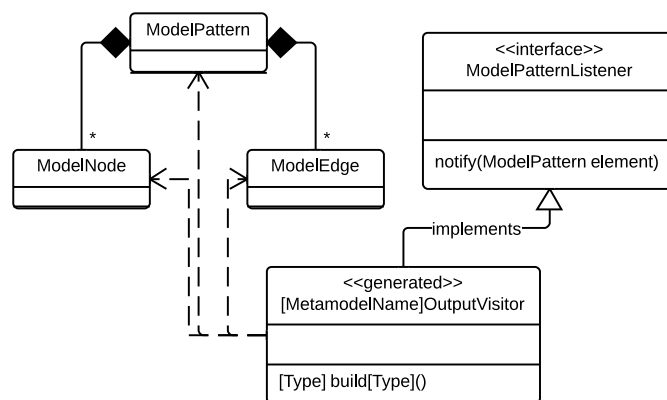 ModelPattern
<<interface>>
ModelPatternListener
*
*
ModelNode
ModelEdge
notify(ModelPattern element)
implements
<<generated>>
[MetamodelName]OutputVisitor
[Type] build[Type]()